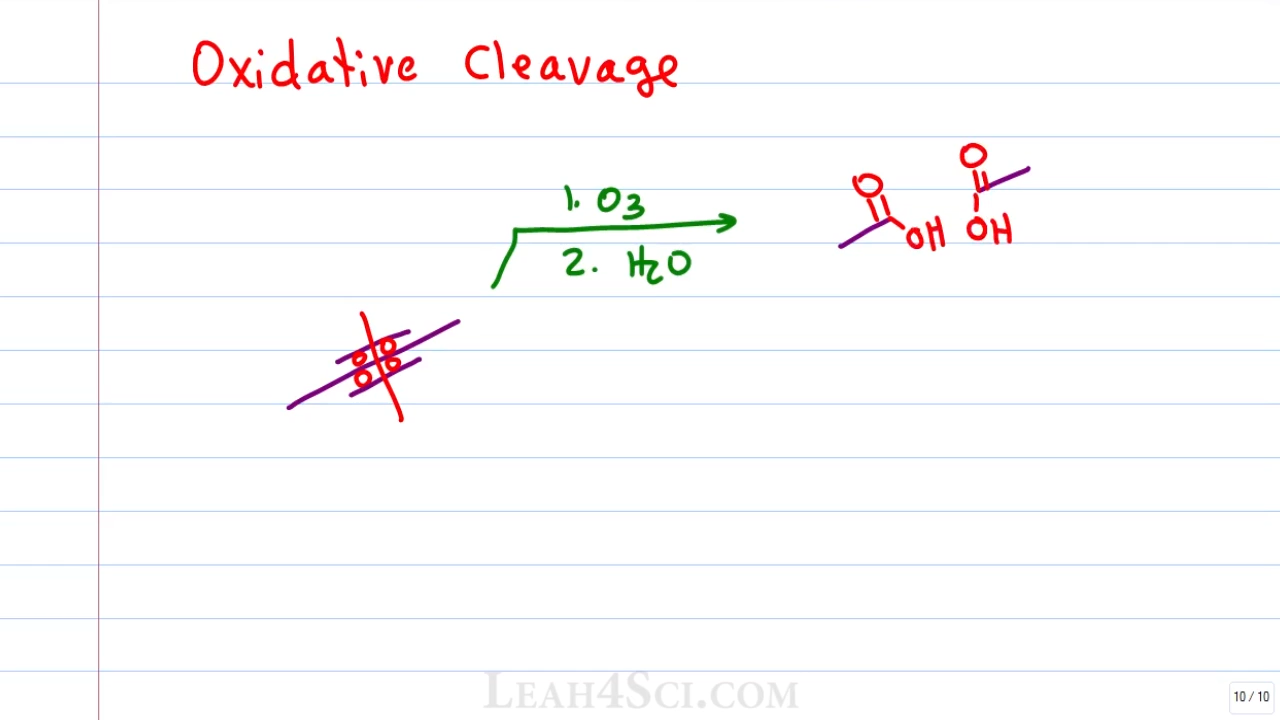 Oxidative Cleavage
1. O3
2. H2O
O
O
OH
OH
O O
O O
LEAH4SCI.COM
10 / 10